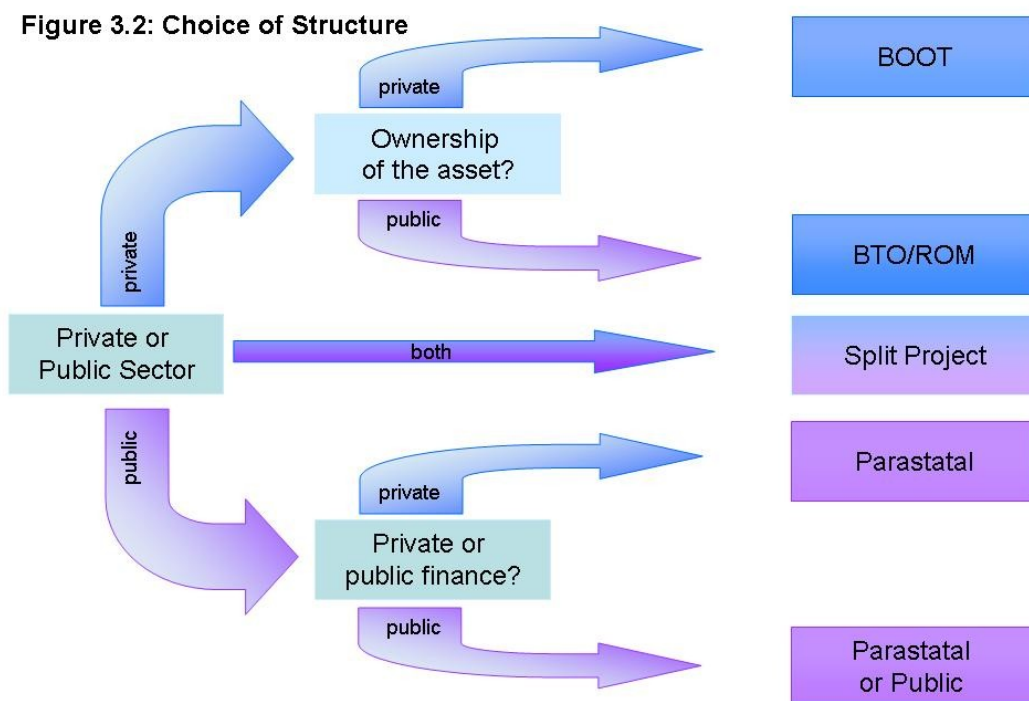 Figure 3.2: Choice of Structure
private
BOOT
Ownership
of the asset?
private
public
BTO/ROM
Private or
Public Sector
both
Split Project
public
private
Parastatal
Private or
public finance?
public
Parastatal
or Public